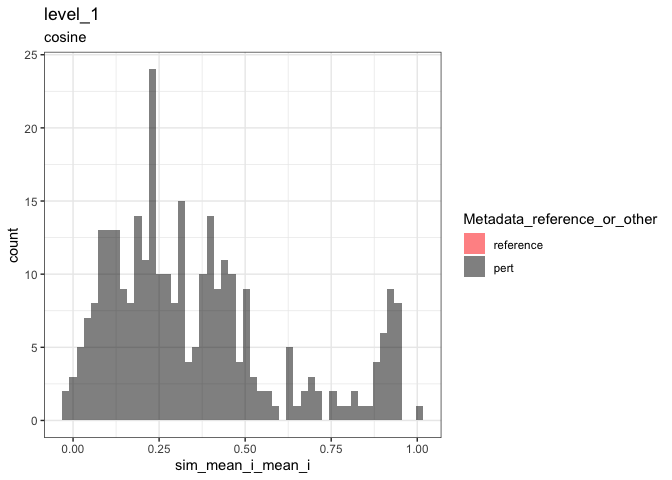 level_1
cosine
25
20
15
10
5
0
count
0.00 0.25 0.50 0.75 1.00
sim_mean_i_mean_i
Metadata_reference_or_other
reference
pert